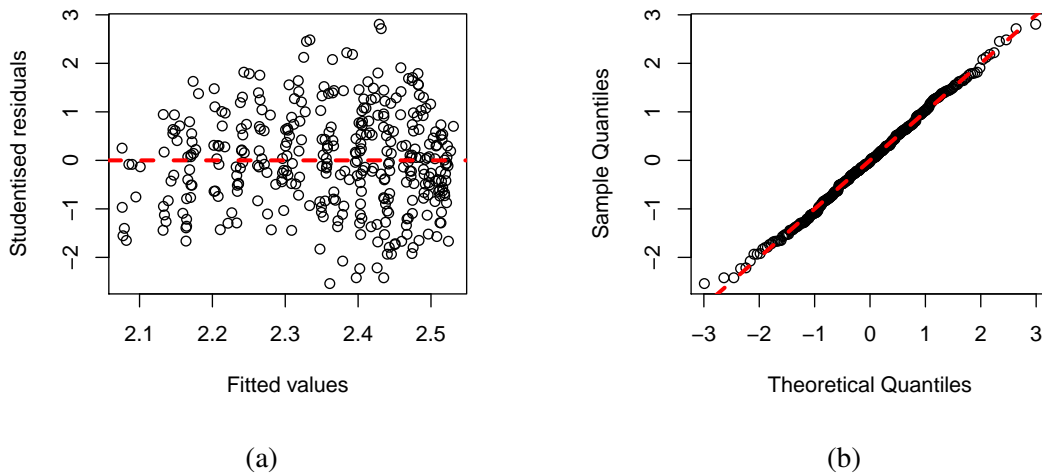 3
2
1
0
−1
−2
Studentised residuals
2.1 2.2 2.3 2.4 2.5
Fitted values
(a)
3
2
1
0
−1
−2
Sample Quantiles
−3 −2 −1 0 1 2 3
Theoretical Quantiles
(b)